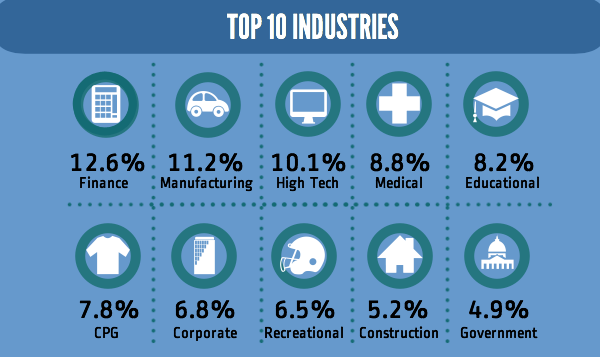 TOP 10 INDUSTRIES
12.6% 11.2% 10.1% 8.8% 8.2%
Finance Manufacturing High Tech Medical Educational
7.8% 6.8% 6.5% 5.2% 4.9%
CPG Corporate Recreational Construction Government